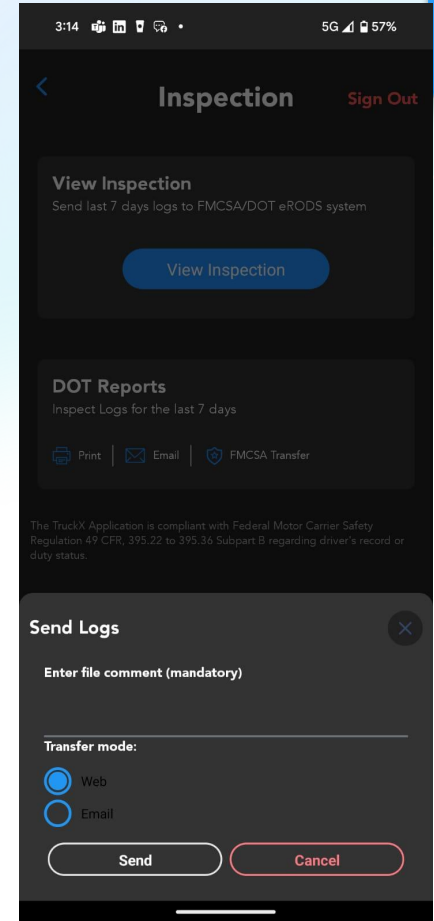 3:14
5G 57%
Inspection
Sign Out
View Inspection
Send last 7 days logs to FMCSA/DOT eRODS system
View Inspection
DOT Reports
Inspect Logs for the last 7 days
Print | Email | FMCSA Transfer
The TruckX Application is compliant with Federal Motor Carrier Safety
Regulation 49 CFR, 395.22 to 395.36 Subpart B regarding driver's record or
duty status.
Send Logs
Enter file comment (mandatory)
Transfer mode:
Web
Email
Send
Cancel